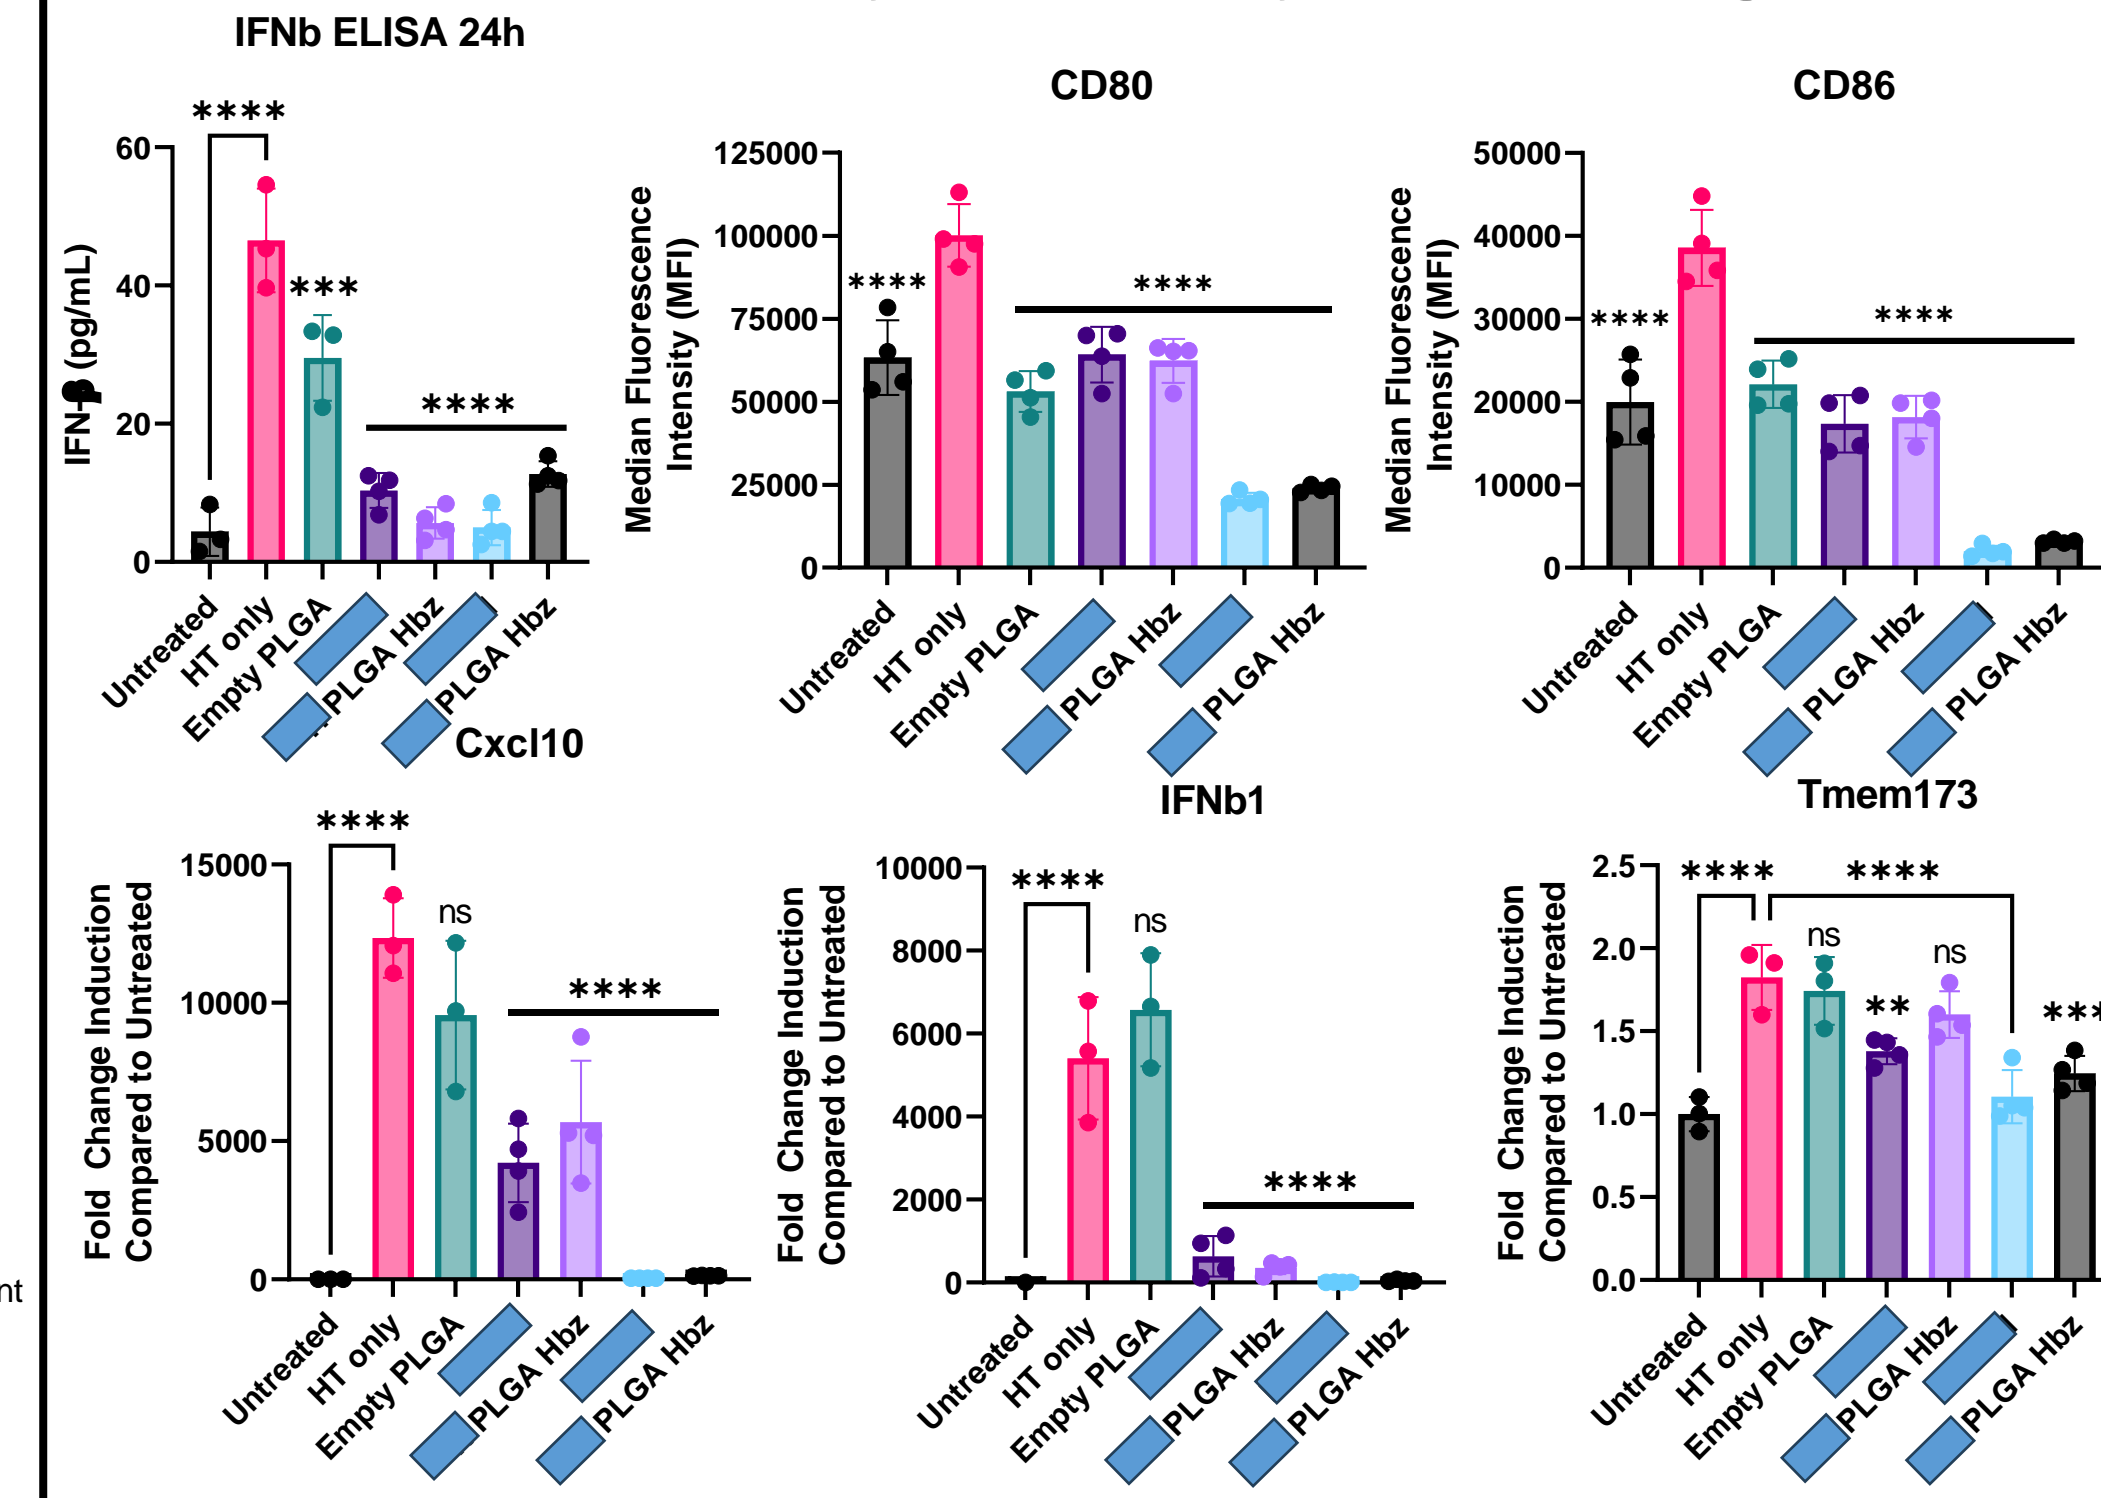 IFNb ELISA 24h
CD80
CD86
****
***
****
60
40
20
0
IFN-β (pg/mL)
Untreated
HT only
Empty PLGA
PLGA Hbz
PLGA Hbz
****
****
125000
100000
75000
50000
25000
0
Median Fluorescence
Intensity (MFI)
Untreated
HT only
Empty PLGA
PLGA Hbz
PLGA Hbz
****
****
50000
40000
30000
20000
10000
0
Median Fluorescence
Intensity (MFI)
Untreated
HT only
Empty PLGA
PLGA Hbz
PLGA Hbz
Cxcl10
IFNb1
Tmem173
****
ns
****
15000
10000
5000
0
Fold Change Induction
Compared to Untreated
Untreated
HT only
Empty PLGA
PLGA Hbz
PLGA Hbz
****
ns
****
10000
8000
6000
4000
2000
0
Fold Change Induction
Compared to Untreated
Untreated
HT only
Empty PLGA
PLGA Hbz
PLGA Hbz
****
****
ns
**
ns
***
2.5
2.0
1.5
1.0
0.5
0.0
Fold Change Induction
Compared to Untreated
Untreated
HT only
Empty PLGA
PLGA Hbz
PLGA Hbz
nt